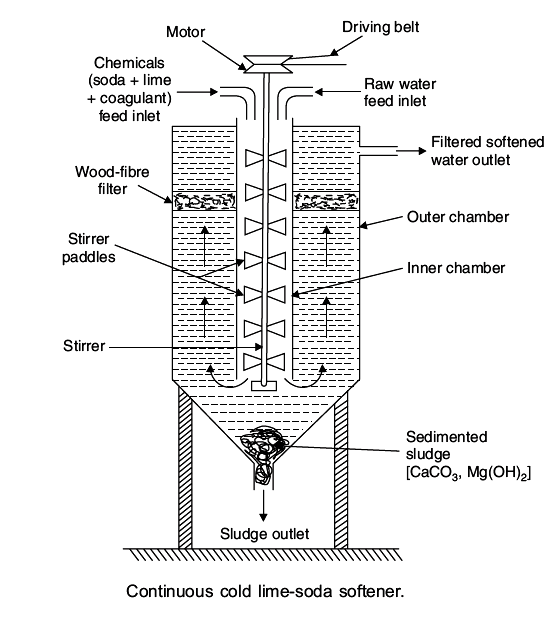 Motor
Driving belt
Chemicals
(soda + lime
+ coagulant)
feed inlet
Raw water
feed inlet
Filtered softened
water outlet
Wood-fibre
filter
Outer chamber
Stirrer
paddles
Inner chamber
Stirrer
Sedimented
sludge
[CaCO₃, Mg(OH)₂]
Sludge outlet
Continuous cold lime-soda softener.